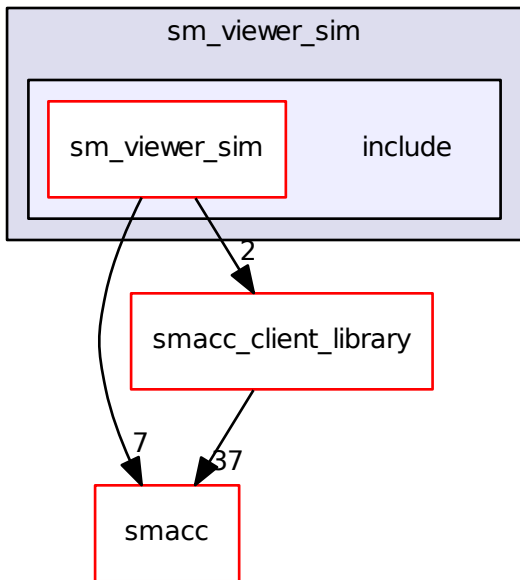 sm_viewer_sim
sm_viewer_sim
include
2
smacc_client_library
7
37
smacc